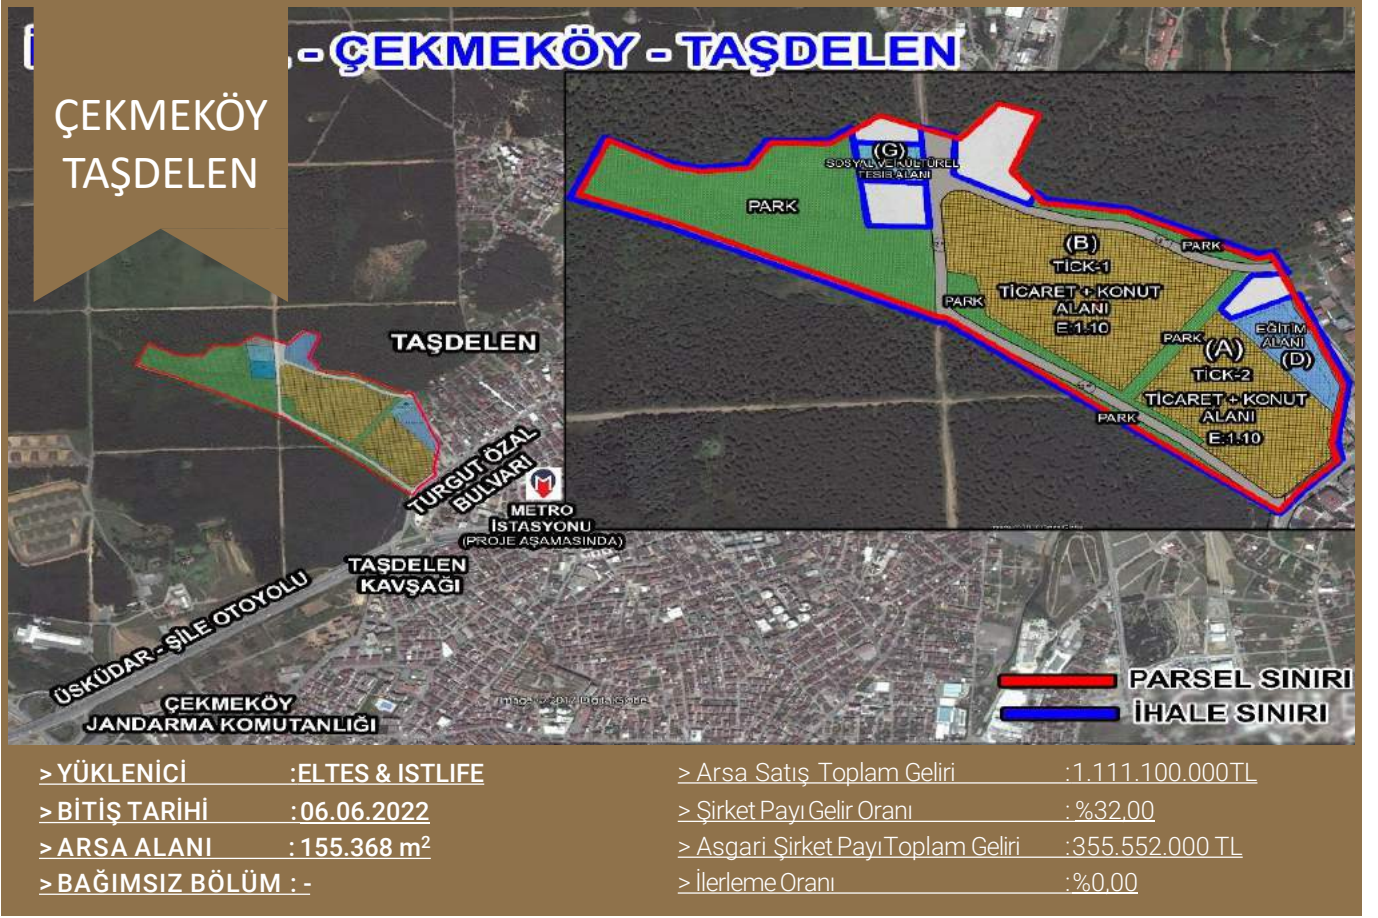 - ÇEKMEKÖY - TAŞDELEN
ÇEKMEKÖY
TAŞDELEN
(G)
SOSYAL VE KÜLTÜREL
TESİS ALANI
PARK
(B)
TİCK-1
TİCARET + KONUT
ALANI
E:1.10
PARK
PARK
PARK
(A)
TİCK-2
TİCARET + KONUT
ALANI
E:1.10
EĞİTİM
ALANI
(D)
PARK
TAŞDELEN
TURGUT ÖZAL
BULVARI
M
METRO
İSTASYONU
(PROJE AŞAMASINDA)
TAŞDELEN
KAVŞAĞI
ÜSKÜDAR - ŞİLE OTOYOLU
ÇEKMEKÖY
JANDARMA KOMUTANLIĞI
Image © 2017 DigitalGlobe
PARSEL SINIRI
İHALE SINIRI
> YÜKLENİCİ :ELTES & ISTLIFE
> BİTİŞ TARİHİ : 06.06.2022
> ARSA ALANI : 155.368 m²
> BAĞIMSIZ BÖLÜM : -
> Arsa Satış Toplam Geliri :1.111.100.000TL
> Şirket Payı Gelir Oranı : %32,00
> Asgari Şirket PayıToplam Geliri :355.552.000 TL
> İlerleme Oranı :%0,00